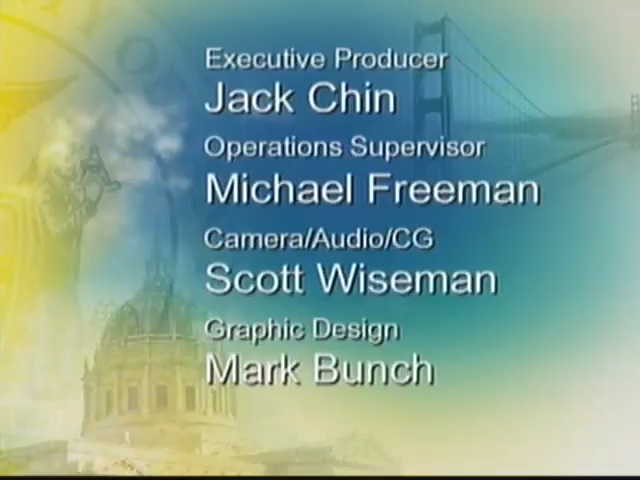 Executive Producer
Jack Chin
Operations Supervisor
Michael Freeman
Camera/Audio/CG
Scott Wiseman
Graphic Design
Mark Bunch